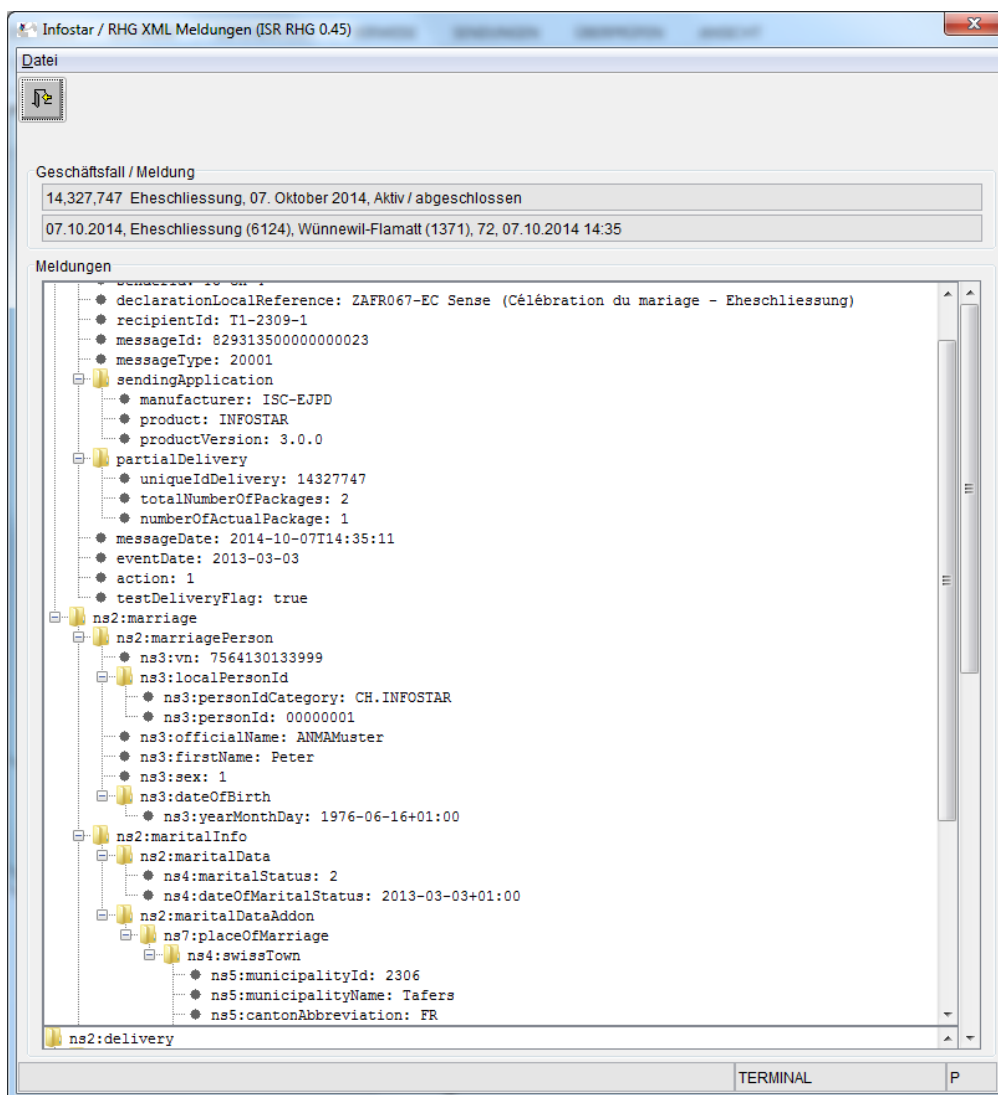 Infostar / RHG XML Meldungen (ISR RHG 0.45)
Datei
Geschäftsfall / Meldung
14,327,747 Eheschliessung, 07. Oktober 2014, Aktiv / abgeschlossen
07.10.2014, Eheschliessung (6124), Wünnewil-Flamatt (1371), 72, 07.10.2014 14:35
Meldungen
declarationLocalReference: ZAFR067-EC Sense (Célébration du mariage - Eheschliessung)
recipientId: T1-2309-1
messageId: 829313500000000023
messageType: 20001
sendingApplication
manufacturer: ISC-EJPD
product: INFOSTAR
productVersion: 3.0.0
partialDelivery
uniqueIdDelivery: 14327747
totalNumberOfPackages: 2
numberOfActualPackage: 1
messageDate: 2014-10-07T14:35:11
eventDate: 2013-03-03
action: 1
testDeliveryFlag: true
ns2:marriage
ns2:marriagePerson
ns3:vn: 7564130133999
ns3:localPersonId
ns3:personIdCategory: CH.INFOSTAR
ns3:personId: 00000001
ns3:officialName: ANMAMuster
ns3:firstName: Peter
ns3:sex: 1
ns3:dateOfBirth
ns3:yearMonthDay: 1976-06-16+01:00
ns2:maritalInfo
ns2:maritalData
ns4:maritalStatus: 2
ns4:dateOfMaritalStatus: 2013-03-03+01:00
ns2:maritalDataAddon
ns7:placeOfMarriage
ns4:swissTown
ns5:municipalityId: 2306
ns5:municipalityName: Tafers
ns5:cantonAbbreviation: FR
ns2:delivery
TERMINAL P